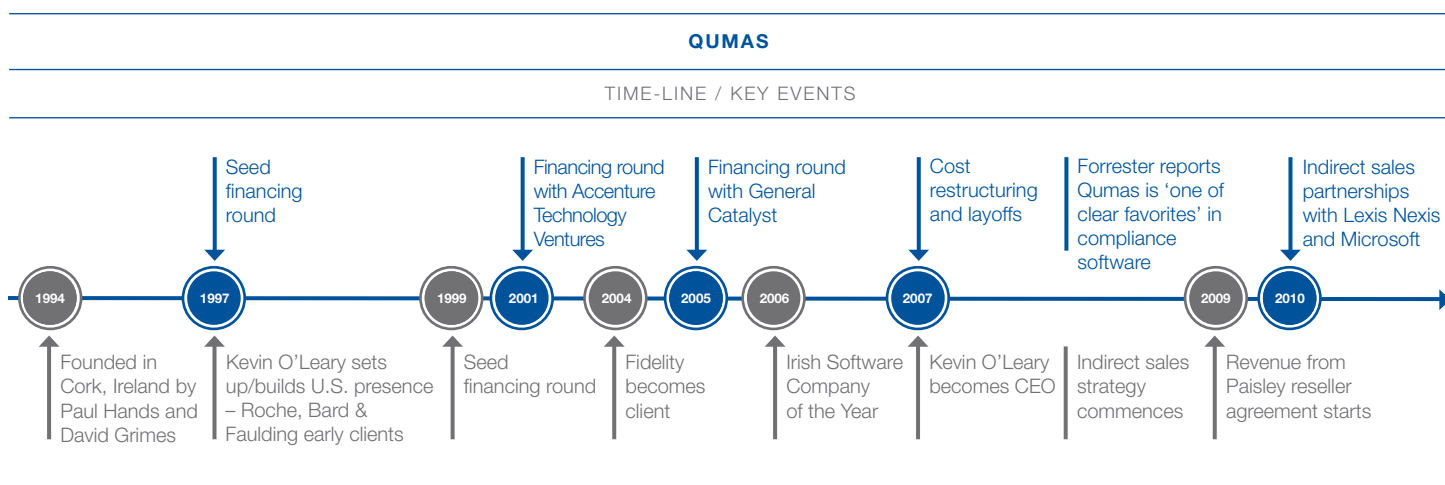 QUMAS
TIME-LINE / KEY EVENTS
Seed
financing
round
Financing round
with Accenture
Technology
Ventures
Financing round
with General
Catalyst
Cost
restructuring
and layoffs
Forrester reports
Qumas is ‘one of
clear favorites’ in
compliance
software
Indirect sales
partnerships
with Lexis Nexis
and Microsoft
1994
1997
1999
2001
2004
2005
2006
2007
2009
2010
Founded in
Cork, Ireland by
Paul Hands and
David Grimes
Kevin O’Leary sets
up/builds U.S. presence
– Roche, Bard &
Faulding early clients
Seed
financing round
Fidelity
becomes
client
Irish Software
Company
of the Year
Kevin O’Leary
becomes CEO
Indirect sales
strategy
commences
Revenue from
Paisley reseller
agreement starts